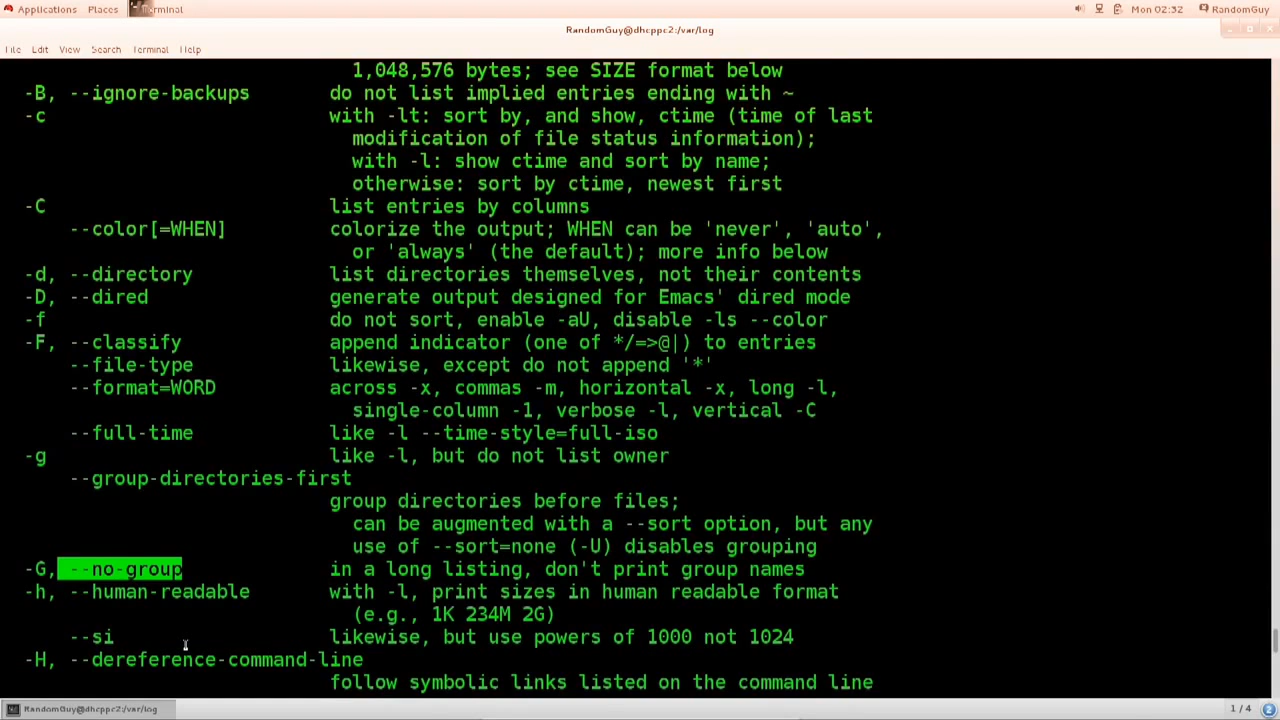 Applications Places Terminal Mon 02:32 RandomGuy
RandomGuy@dhcppc2:/var/log
File Edit View Search Terminal Help
1,048,576 bytes; see SIZE format below
-B, --ignore-backups do not list implied entries ending with ~
-c with -lt: sort by, and show, ctime (time of last
modification of file status information);
with -l: show ctime and sort by name;
otherwise: sort by ctime, newest first
-C list entries by columns
--color[=WHEN] colorize the output; WHEN can be 'never', 'auto',
or 'always' (the default); more info below
-d, --directory list directories themselves, not their contents
-D, --dired generate output designed for Emacs' dired mode
-f do not sort, enable -aU, disable -ls --color
-F, --classify append indicator (one of */=>@|) to entries
--file-type likewise, except do not append '*'
--format=WORD across -x, commas -m, horizontal -x, long -l,
single-column -1, verbose -l, vertical -C
--full-time like -l --time-style=full-iso
-g like -l, but do not list owner
--group-directories-first
group directories before files;
can be augmented with a --sort option, but any
use of --sort=none (-U) disables grouping
-G, --no-group in a long listing, don't print group names
-h, --human-readable with -l, print sizes in human readable format
(e.g., 1K 234M 2G)
--si likewise, but use powers of 1000 not 1024
-H, --dereference-command-line
follow symbolic links listed on the command line
RandomGuy@dhcppc2:/var/log 1 / 4 2